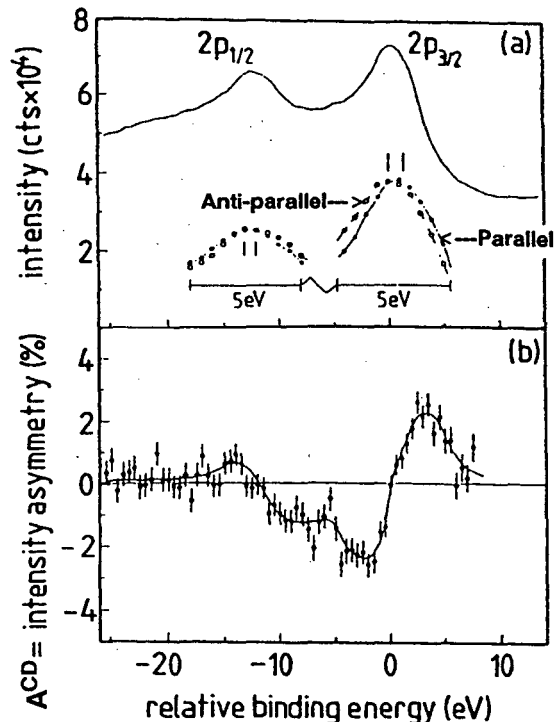 (a)
2p1/2
2p3/2
8
6
4
2
intensity (cts×10⁴)
Anti-parallel
Parallel
5eV
5eV
(b)
4
2
0
-2
-4
A^CD = intensity asymmetry (%)
-20
-10
0
10
relative binding energy (eV)